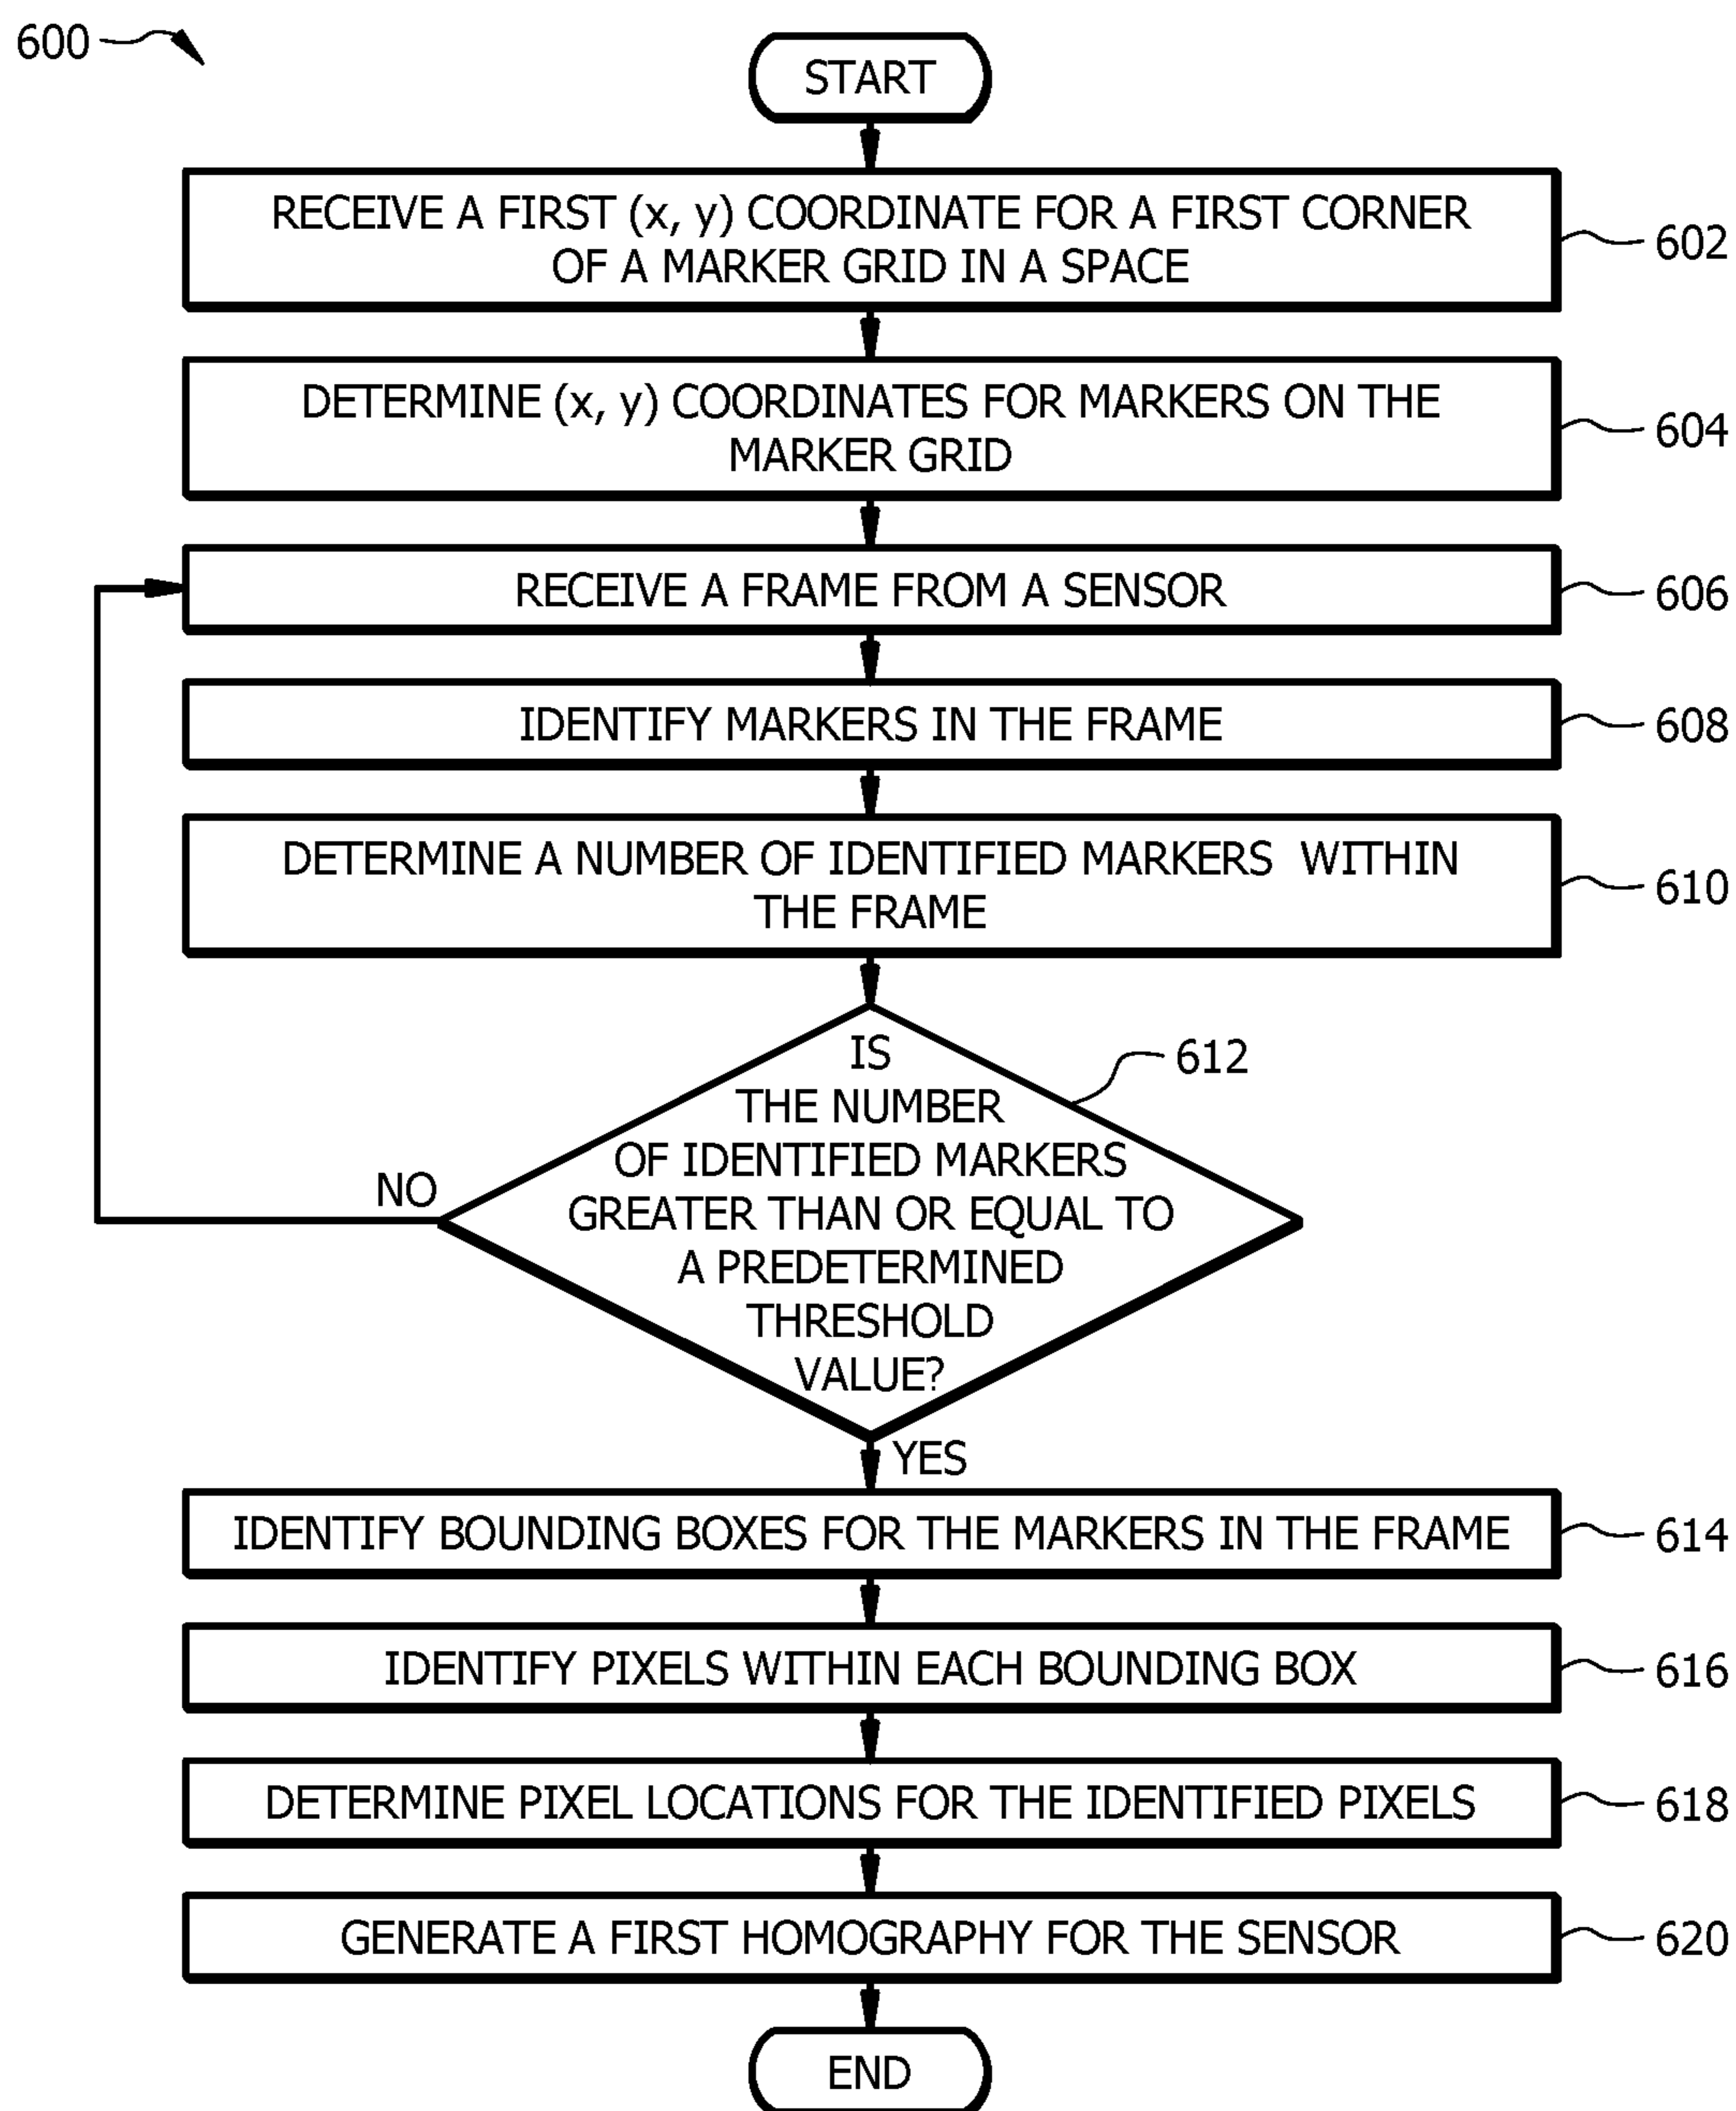 600
START
RECEIVE A FIRST (x, y) COORDINATE FOR A FIRST CORNER
OF A MARKER GRID IN A SPACE
602
DETERMINE (x, y) COORDINATES FOR MARKERS ON THE
MARKER GRID
604
RECEIVE A FRAME FROM A SENSOR
606
IDENTIFY MARKERS IN THE FRAME
608
DETERMINE A NUMBER OF IDENTIFIED MARKERS WITHIN
THE FRAME
610
IS
THE NUMBER
OF IDENTIFIED MARKERS
GREATER THAN OR EQUAL TO
A PREDETERMINED
THRESHOLD
VALUE?
612
NO
YES
IDENTIFY BOUNDING BOXES FOR THE MARKERS IN THE FRAME
614
IDENTIFY PIXELS WITHIN EACH BOUNDING BOX
616
DETERMINE PIXEL LOCATIONS FOR THE IDENTIFIED PIXELS
618
GENERATE A FIRST HOMOGRAPHY FOR THE SENSOR
620
END